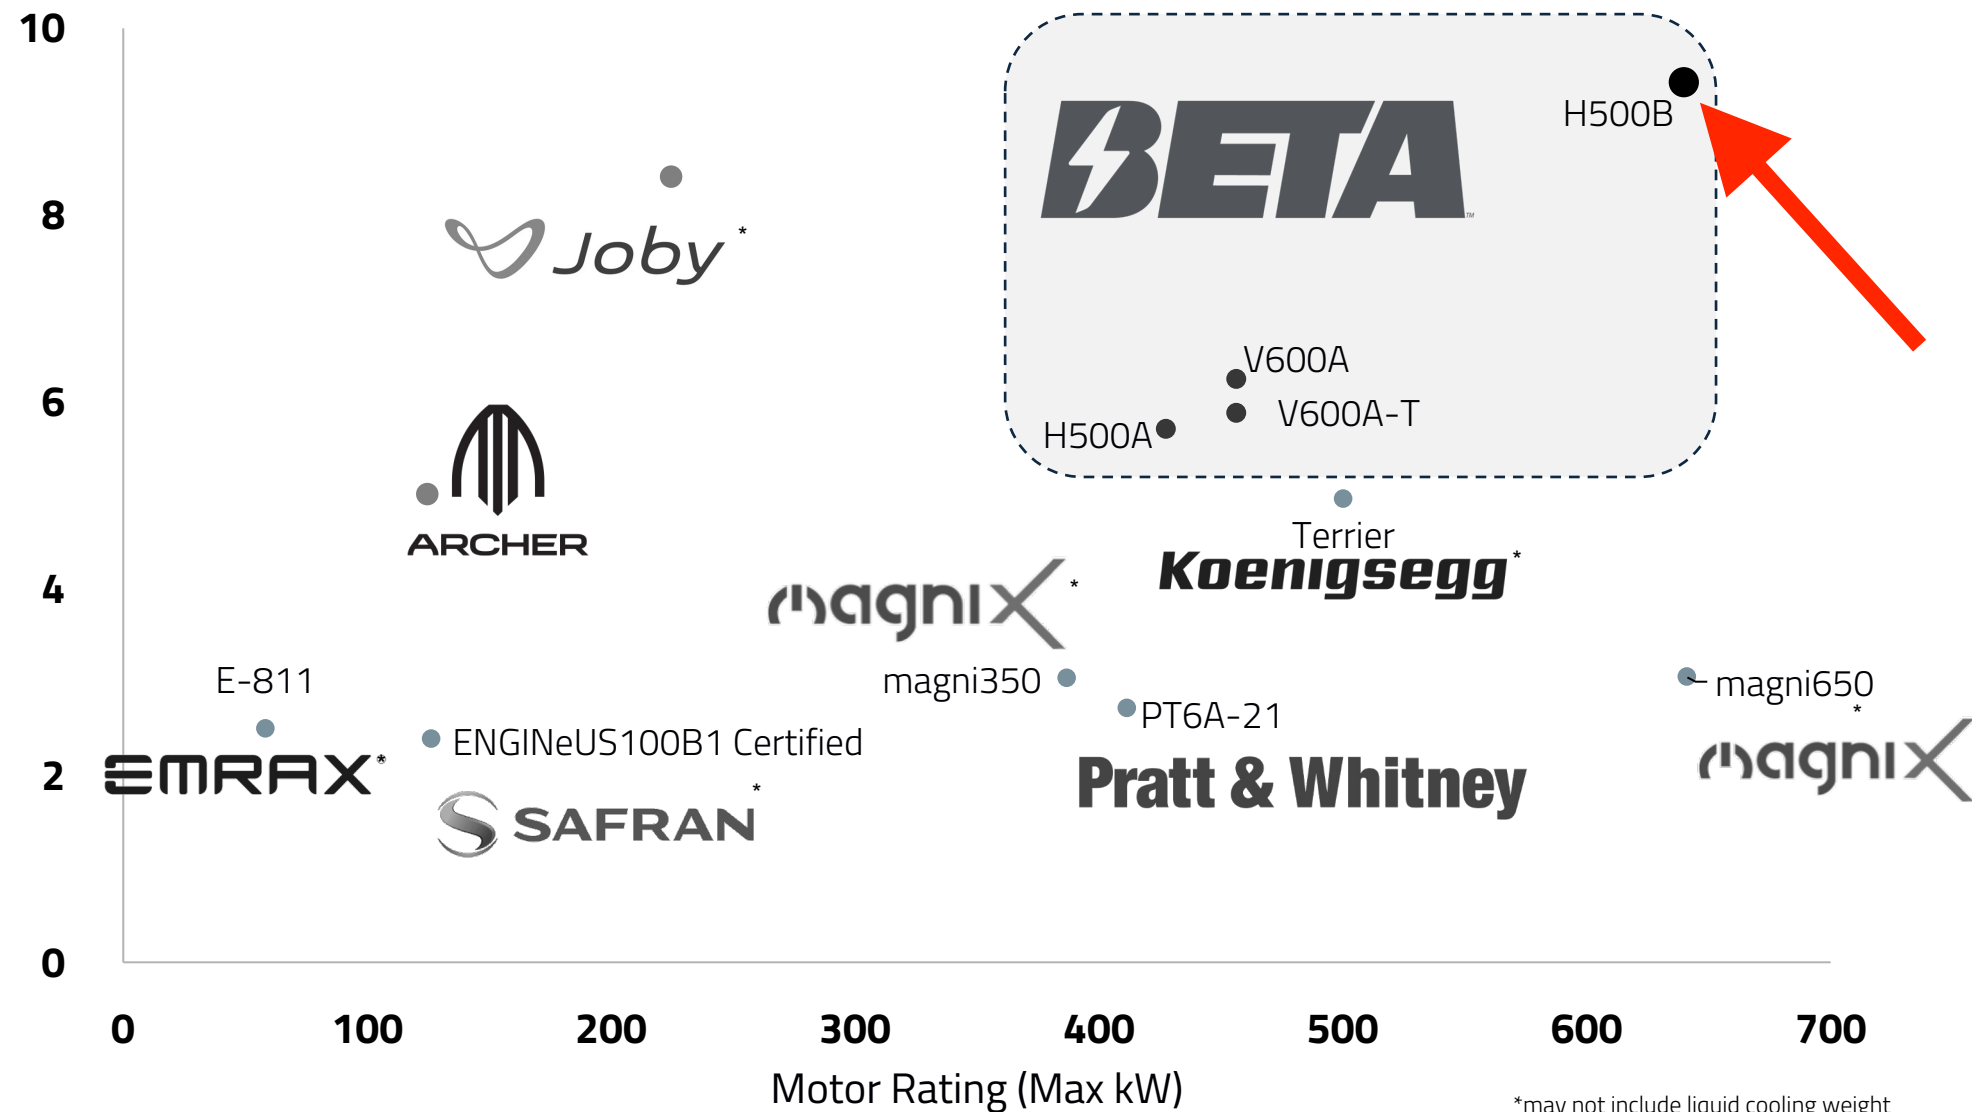 10
H500B
BETA™
8
Joby *
6
V600A
V600A-T
H500A
ARCHER
Terrier
Koenigsegg*
4
magniX *
E-811
magni350
magni650
PT6A-21
*
ENGINeUS100B1 Certified
EMRAX*
2
Pratt & Whitney
magniX
SAFRAN *
0
0 100 200 300 400 500 600 700
Motor Rating (Max kW)
*may not include liquid cooling weight